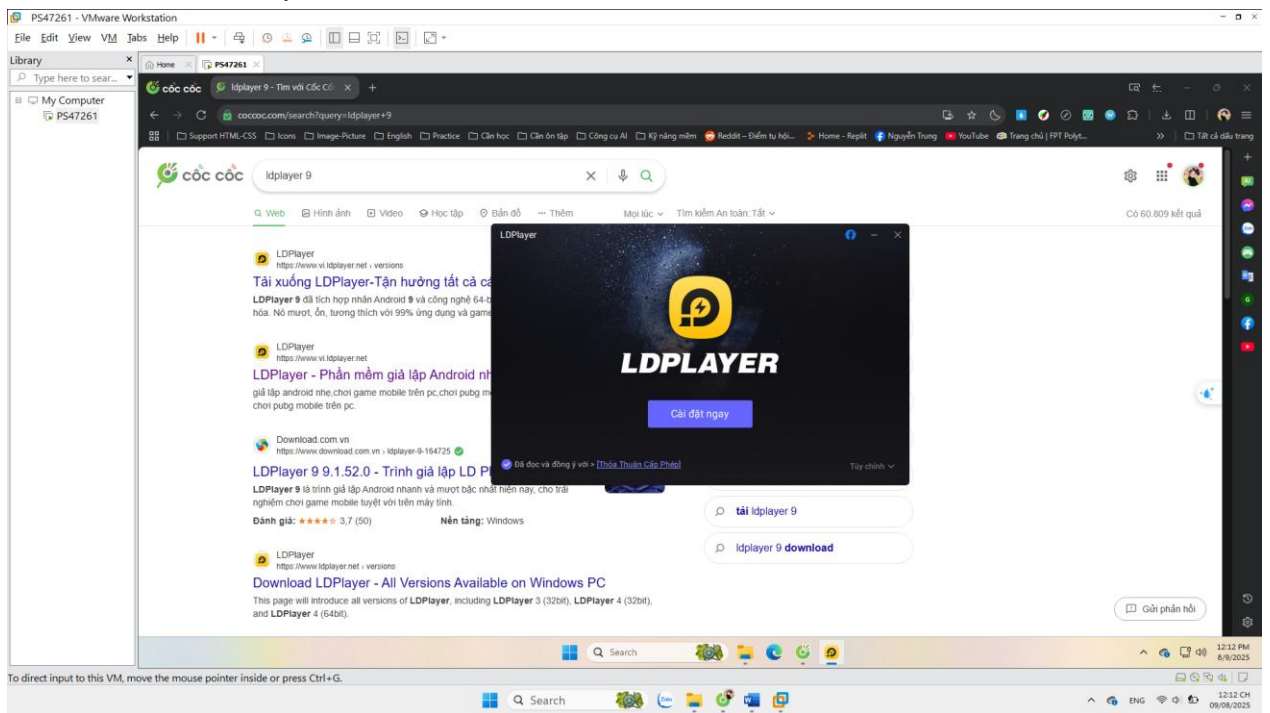 PS47261 - VMware Workstation
File Edit View VM Tabs Help
Library
Type here to sear...
My Computer
PS47261
Home
PS47261
cốc cốc
ldplayer 9 - Tìm với Cốc Cố
coccoc.com/search?query=ldplayer+9
Support HTML-CSS Icons Image-Picture English Practice Cần học Cần ôn tập Công cụ AI Kỹ năng mềm Reddit – Điểm tụ hội... Home - Replit Nguyễn Trung YouTube Trang chủ | FPT Polyt... » Tất cả dấu trang
cốc cốc
ldplayer 9
Web Hình ảnh Video Học tập Bản đồ ··· Thêm Mọi lúc Tìm kiếm An toàn: Tắt Có 60.809 kết quả
LDPlayer
https://www.vi.ldplayer.net › versions
Tải xuống LDPlayer-Tận hưởng tất cả cá
LDPlayer 9 đã tích hợp nhân Android 9 và công nghệ 64-b
hóa. Nó mượt, ổn, tương thích với 99% ứng dụng và game
LDPlayer
https://www.vi.ldplayer.net
LDPlayer - Phần mềm giả lập Android nh
giả lập android nhẹ,chơi game mobile trên pc,chơi pubg m
chơi pubg mobile trên pc.
Download.com.vn
https://www.download.com.vn › ldplayer-9-164725
LDPlayer 9 9.1.52.0 - Trình giả lập LD P
LDPlayer 9 là trình giả lập Android nhanh và mượt bậc nhất hiện nay, cho trải
nghiệm chơi game mobile tuyệt vời trên máy tính.
Đánh giá: 3,7 (50) Nền tảng: Windows
LDPlayer
https://www.ldplayer.net › versions
Download LDPlayer - All Versions Available on Windows PC
This page will introduce all versions of LDPlayer, including LDPlayer 3 (32bit), LDPlayer 4 (32bit),
and LDPlayer 4 (64bit).
LDPlayer
LDPLAYER
Cài đặt ngay
Đã đọc và đồng ý với > [Thỏa Thuận Cấp Phép]
Tùy chỉnh
tải ldplayer 9
ldplayer 9 download
Gửi phản hồi
Search
12:12 PM
8/9/2025
To direct input to this VM, move the mouse pointer inside or press Ctrl+G.
Search
Zalo
ENG
12:12 CH
09/08/2025